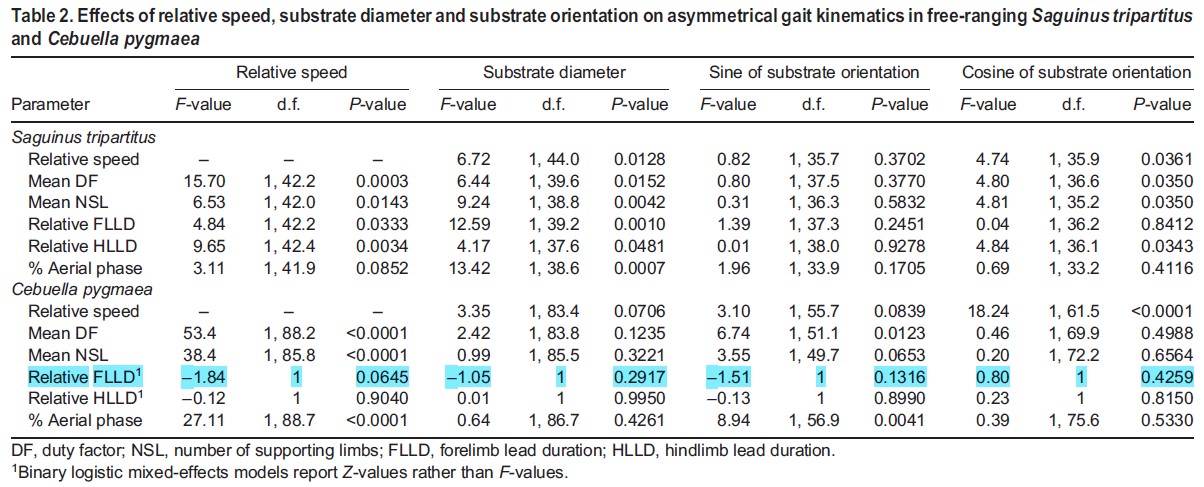 Table 2. Effects of relative speed, substrate diameter and substrate orientation on asymmetrical gait kinematics in free-ranging Saguinus tripartitus
and Cebuella pygmaea
Relative speed Substrate diameter Sine of substrate orientation Cosine of substrate orientation
Parameter F-value d.f. P-value F-value d.f. P-value F-value d.f. P-value F-value d.f. P-value
Saguinus tripartitus
Relative speed – – – 6.72 1, 44.0 0.0128 0.82 1, 35.7 0.3702 4.74 1, 35.9 0.0361
Mean DF 15.70 1, 42.2 0.0003 6.44 1, 39.6 0.0152 0.80 1, 37.5 0.3770 4.80 1, 36.6 0.0350
Mean NSL 6.53 1, 42.0 0.0143 9.24 1, 38.8 0.0042 0.31 1, 36.3 0.5832 4.81 1, 35.2 0.0350
Relative FLLD 4.84 1, 42.2 0.0333 12.59 1, 39.2 0.0010 1.39 1, 37.3 0.2451 0.04 1, 36.2 0.8412
Relative HLLD 9.65 1, 42.4 0.0034 4.17 1, 37.6 0.0481 0.01 1, 38.0 0.9278 4.84 1, 36.1 0.0343
% Aerial phase 3.11 1, 41.9 0.0852 13.42 1, 38.6 0.0007 1.96 1, 33.9 0.1705 0.69 1, 33.2 0.4116
Cebuella pygmaea
Relative speed – – – 3.35 1, 83.4 0.0706 3.10 1, 55.7 0.0839 18.24 1, 61.5 <0.0001
Mean DF 53.4 1, 88.2 <0.0001 2.42 1, 83.8 0.1235 6.74 1, 51.1 0.0123 0.46 1, 69.9 0.4988
Mean NSL 38.4 1, 85.8 <0.0001 0.99 1, 85.5 0.3221 3.55 1, 49.7 0.0653 0.20 1, 72.2 0.6564
Relative FLLD¹ –1.84 1 0.0645 –1.05 1 0.2917 –1.51 1 0.1316 0.80 1 0.4259
Relative HLLD¹ –0.12 1 0.9040 0.01 1 0.9950 –0.13 1 0.8990 0.23 1 0.8150
% Aerial phase 27.11 1, 88.7 <0.0001 0.64 1, 86.7 0.4261 8.94 1, 56.9 0.0041 0.39 1, 75.6 0.5330
DF, duty factor; NSL, number of supporting limbs; FLLD, forelimb lead duration; HLLD, hindlimb lead duration.
¹Binary logistic mixed-effects models report Z-values rather than F-values.